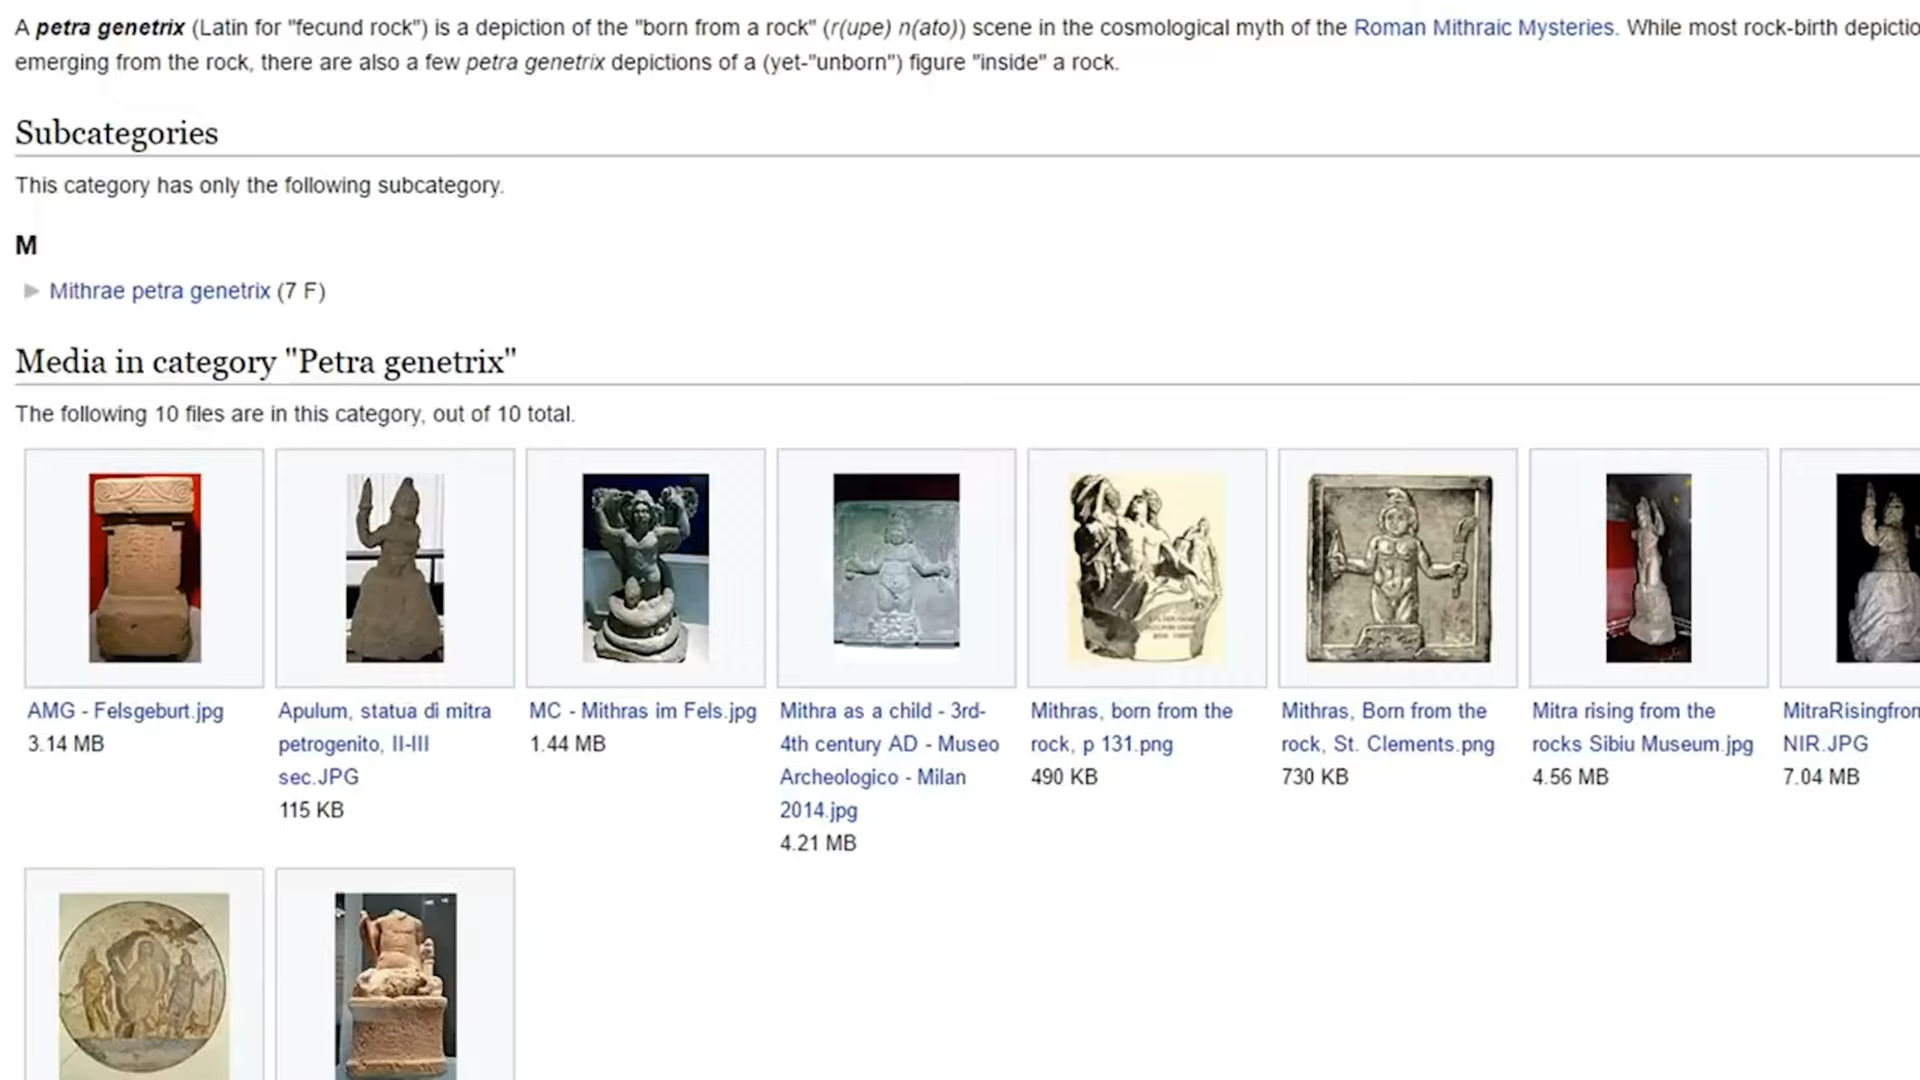 A petra genetrix (Latin for "fecund rock") is a depiction of the "born from a rock" (r(upe) n(ato)) scene in the cosmological myth of the Roman Mithraic Mysteries. While most rock-birth
emerging from the rock, there are also a few petra genetrix depictions of a (yet-"unborn") figure "inside" a rock.
Subcategories
This category has only the following subcategory.
M
► Mithrae petra genetrix (7 F)
Media in category "Petra genetrix"
The following 10 files are in this category, out of 10 total.
AMG - Felsgeburt.jpg
3.14 MB
Apulum, statua di mitra
petrogenito, II-III
sec.JPG
115 KB
MC - Mithras im Fels.jpg
1.44 MB
Mithra as a child - 3rd-
4th century AD - Museo
Archeologico - Milan
2014.jpg
4.21 MB
Mithras, born from the
rock, p 131.png
490 KB
Mithras, Born from the
rock, St. Clements.png
730 KB
Mitra rising from the
rocks Sibiu Museum.jpg
4.56 MB
MitraRisingfron
NIR.JPG
7.04 MB